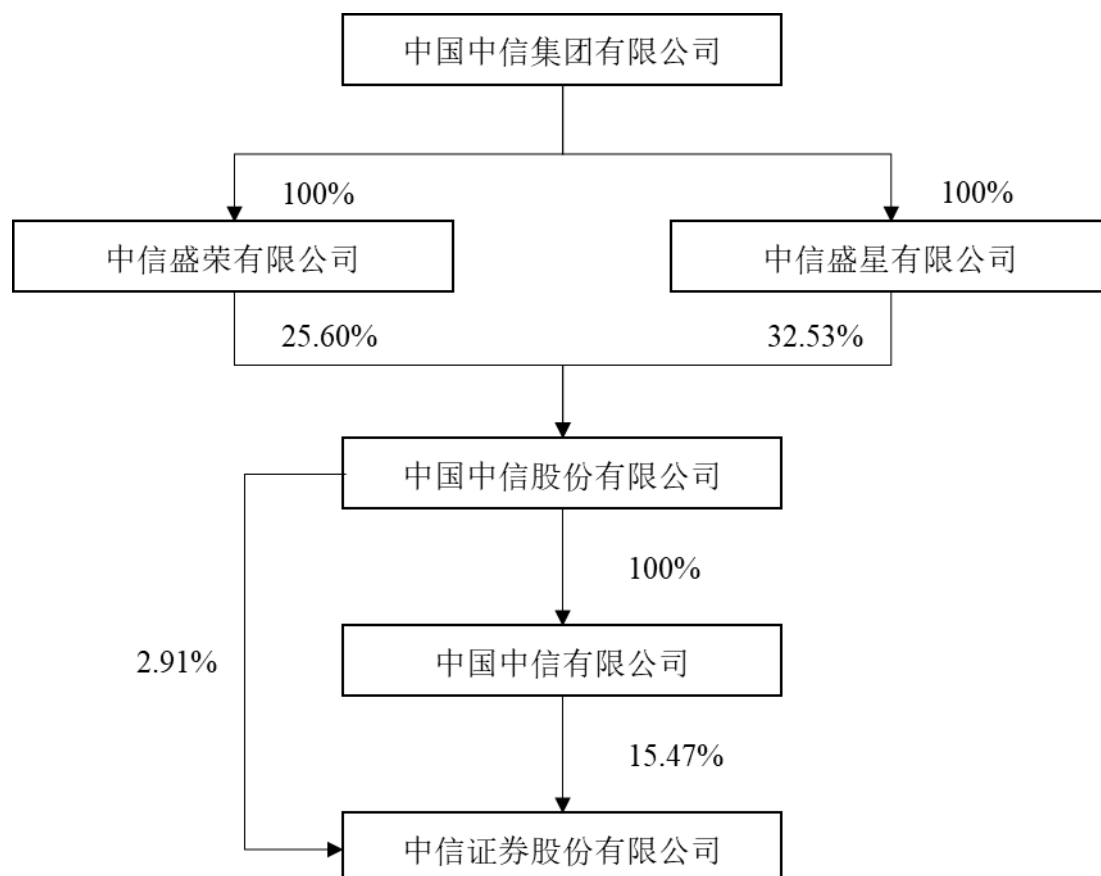 中国中信集团有限公司
100%
100%
中信盛荣有限公司
中信盛星有限公司
25.60%
32.53%
中国中信股份有限公司
100%
2.91%
中国中信有限公司
15.47%
中信证券股份有限公司